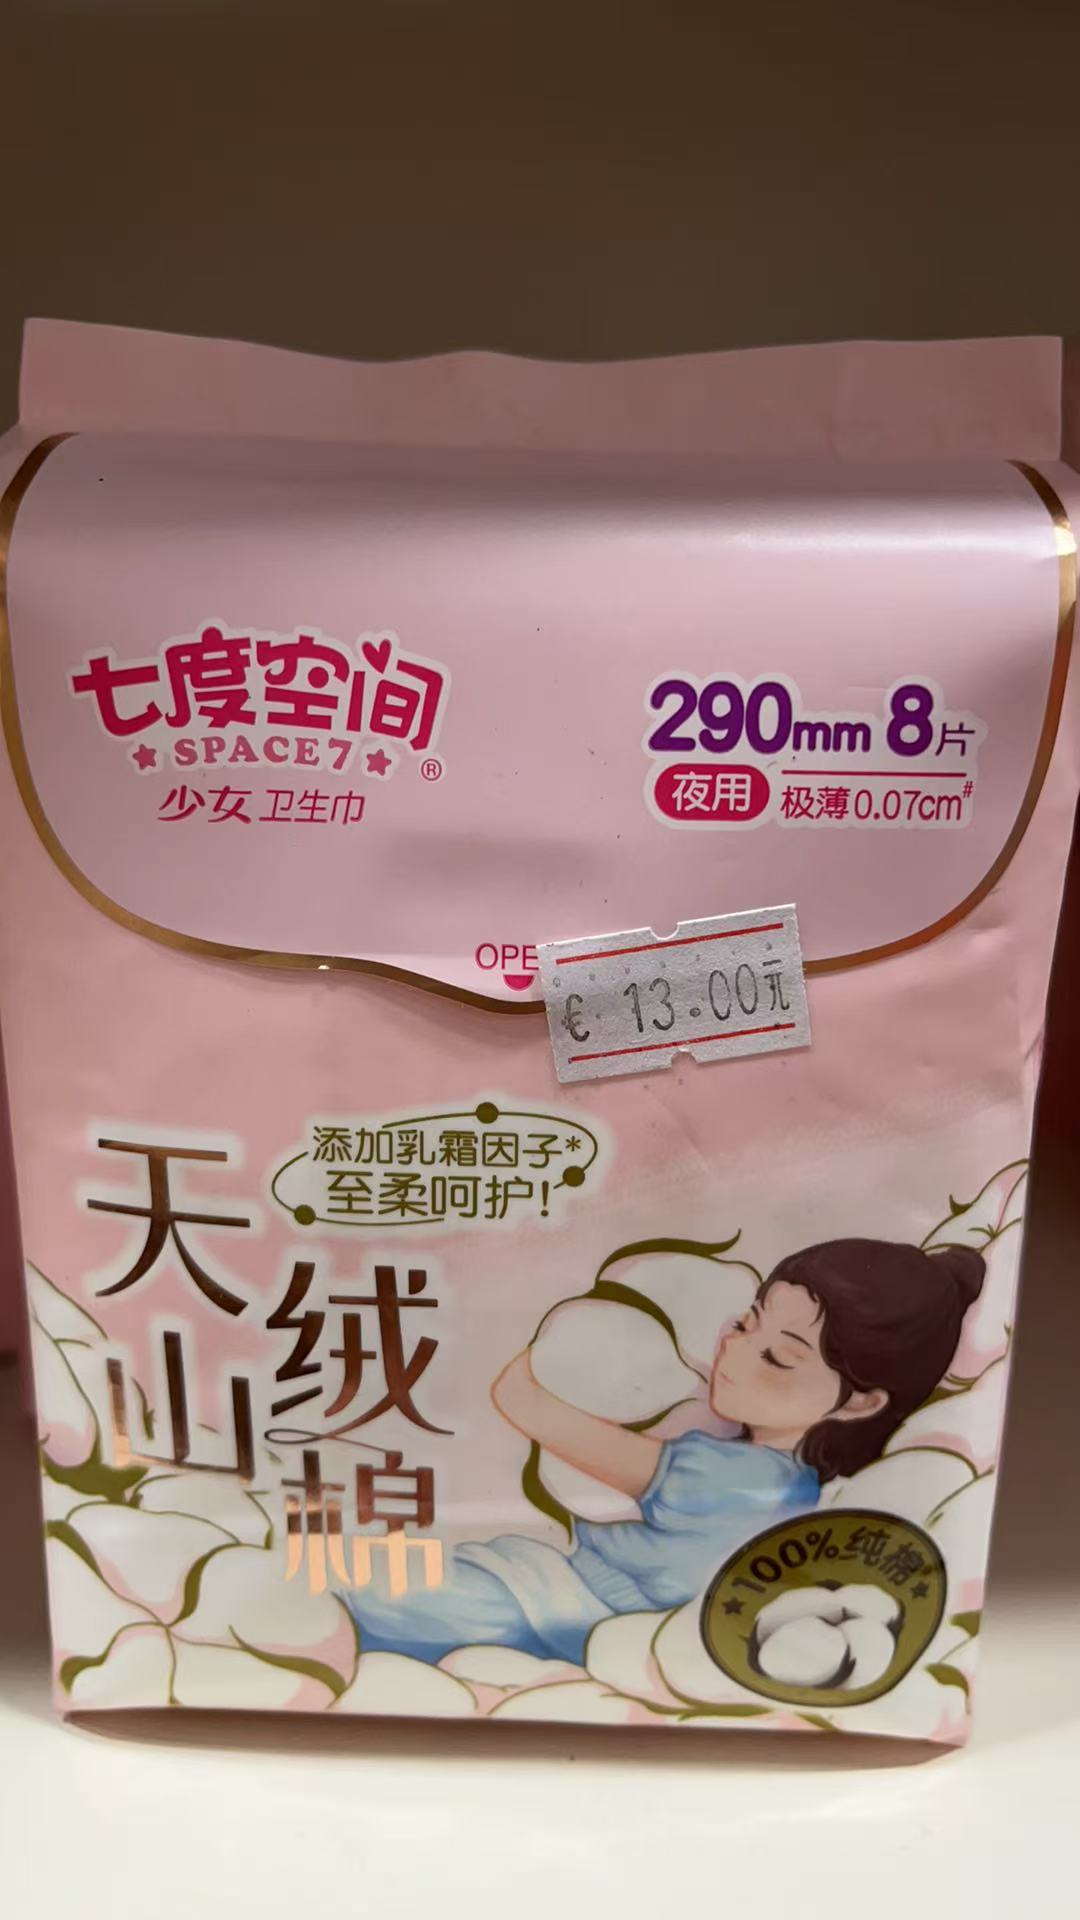 七度空间
SPACE7
®
少女卫生巾
290mm 8片
夜用 极薄0.07cm#
OPE
€ 13.00元
添加乳霜因子*
至柔呵护!
天山
绒棉
100%纯棉